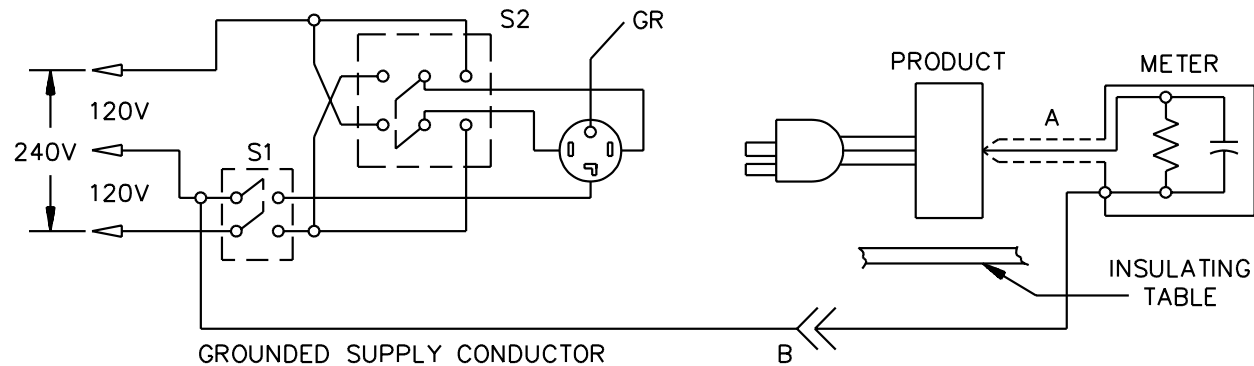 S2
GR
120V
240V
S1
120V
PRODUCT
METER
A
INSULATING
TABLE
GROUNDED SUPPLY CONDUCTOR
B